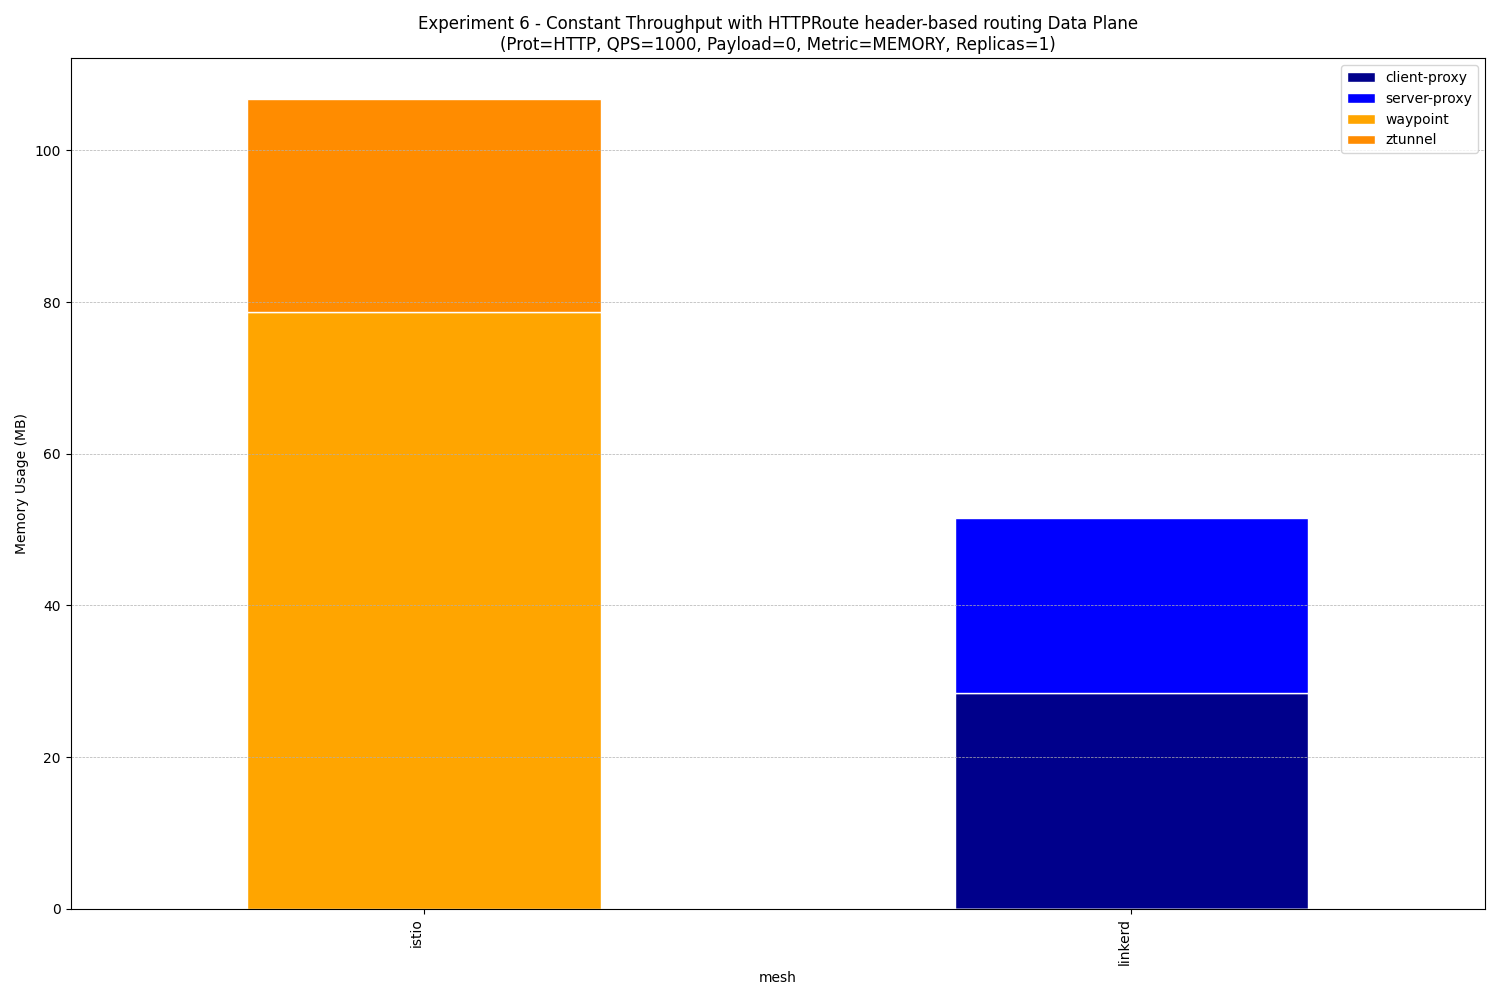 Experiment 6 - Constant Throughput with HTTPRoute header-based routing Data Plane
(Prot=HTTP, QPS=1000, Payload=0, Metric=MEMORY, Replicas=1)
client-proxy
server-proxy
waypoint
ztunnel
Memory Usage (MB)
100
80
60
40
20
0
istio
linkerd
mesh